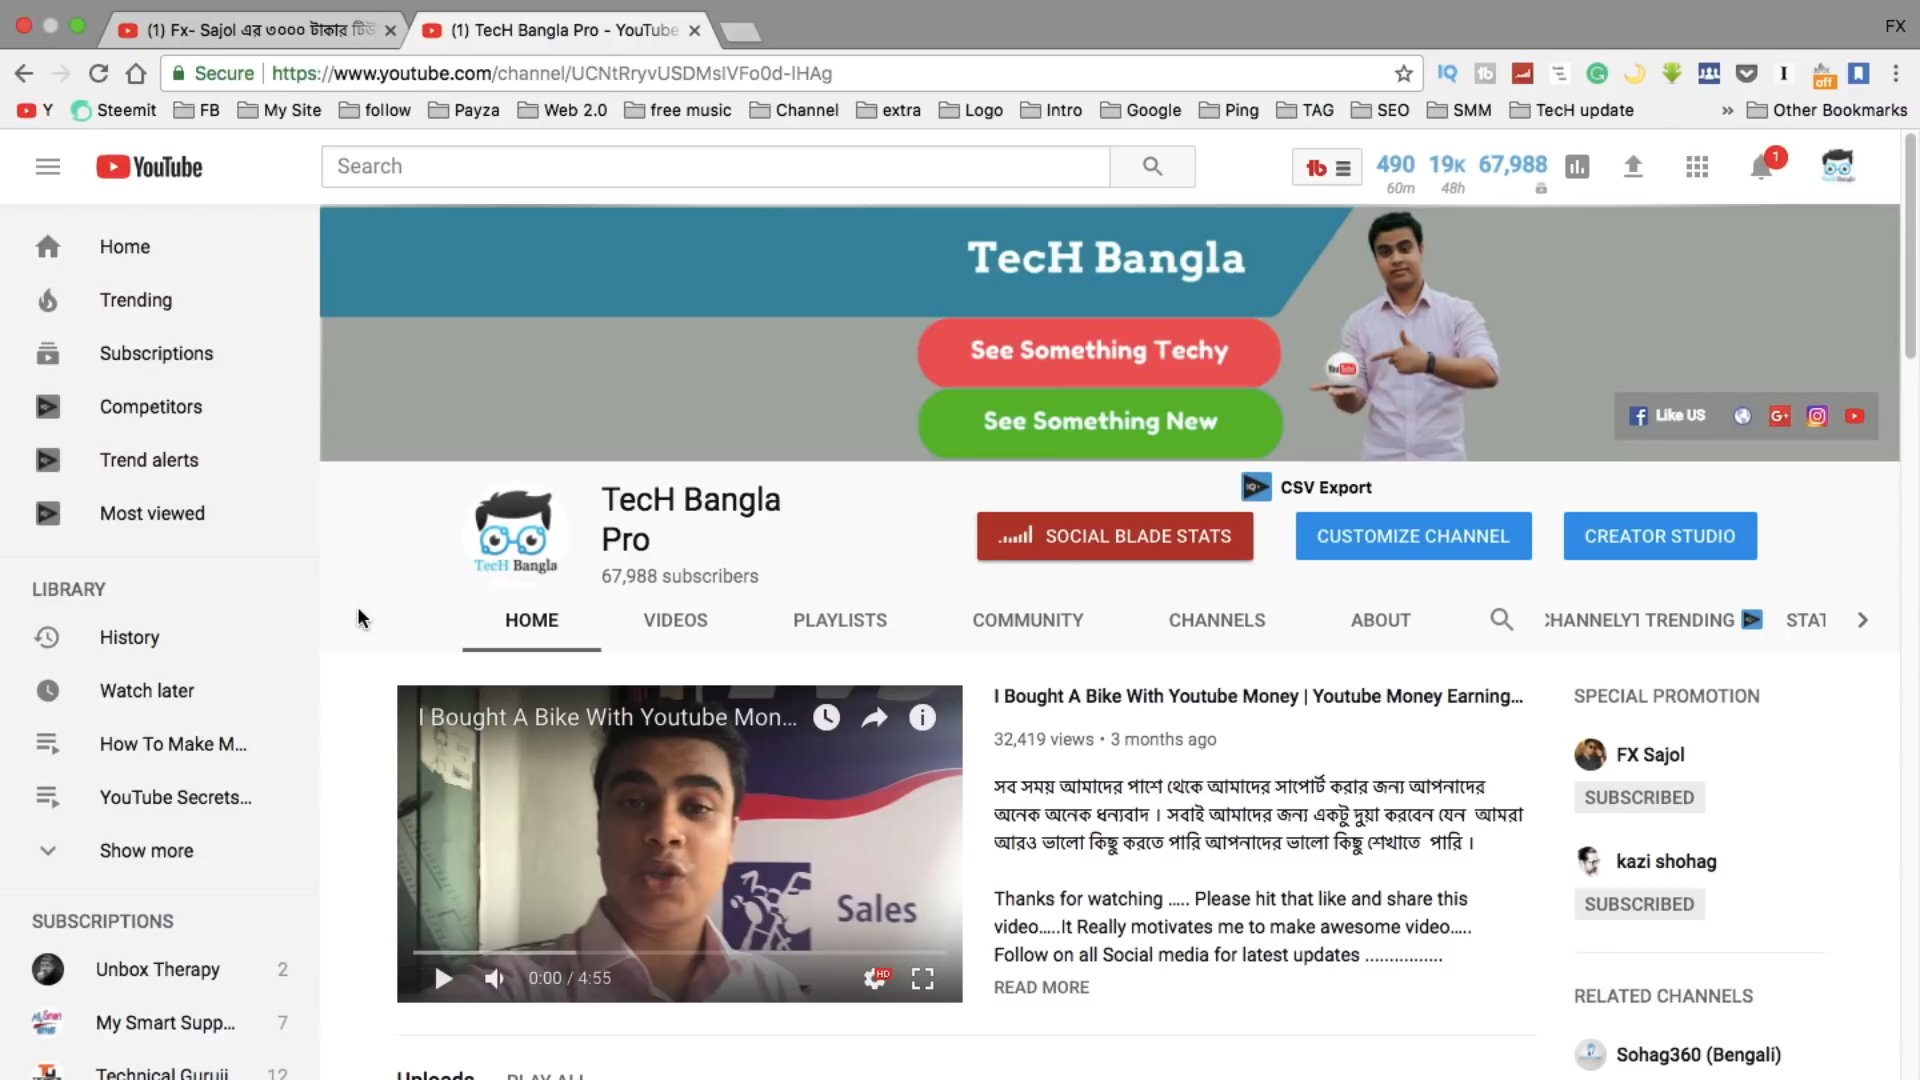 (1) Fx- Sajol এর ৩০০০ টাকার টিউ
(1) TecH Bangla Pro - YouTube
FX
Secure https://www.youtube.com/channel/UCNtRryvUSDMsIVFo0d-lHAg
Y Steemit FB My Site follow Payza Web 2.0 free music Channel extra Logo Intro Google Ping TAG SEO SMM TecH update » Other Bookmarks
YouTube
Search
490 19K 67,988
60m 48h
1
Home
Trending
Subscriptions
Competitors
Trend alerts
Most viewed
LIBRARY
History
Watch later
How To Make M...
YouTube Secrets...
Show more
SUBSCRIPTIONS
Unbox Therapy 2
My Smart Supp... 7
Technical Guruji 12
TecH Bangla
See Something Techy
See Something New
Like US
TecH Bangla
TecH Bangla
Pro
67,988 subscribers
CSV Export
SOCIAL BLADE STATS
CUSTOMIZE CHANNEL
CREATOR STUDIO
HOME VIDEOS PLAYLISTS COMMUNITY CHANNELS ABOUT CHANNELYT TRENDING STAT
I Bought A Bike With Youtube Mon...
Sales
0:00 / 4:55
HD
I Bought A Bike With Youtube Money | Youtube Money Earning...
32,419 views • 3 months ago
সব সময় আমাদের পাশে থেকে আমাদের সাপোর্ট করার জন্য আপনাদের
অনেক অনেক ধন্যবাদ । সবাই আমাদের জন্য একটু দুয়া করবেন যেন আমরা
আরও ভালো কিছু করতে পারি আপনাদের ভালো কিছু শেখাতে পারি ।
Thanks for watching ..... Please hit that like and share this
video.....It Really motivates me to make awesome video.....
Follow on all Social media for latest updates ................
READ MORE
SPECIAL PROMOTION
FX Sajol
SUBSCRIBED
kazi shohag
SUBSCRIBED
RELATED CHANNELS
Sohag360 (Bengali)
Uploads PLAY ALL